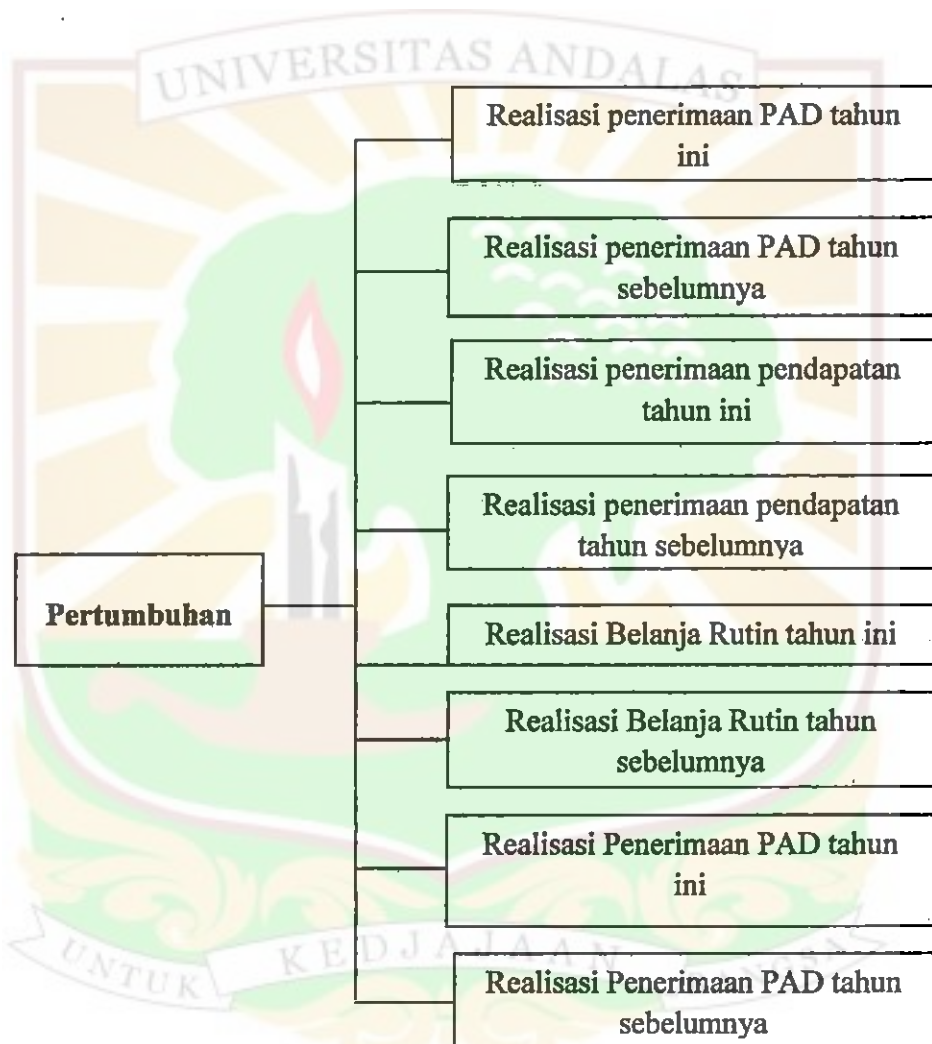 UNIVERSITAS ANDALAS
Realisasi penerimaan PAD tahun
ini
Realisasi penerimaan PAD tahun
sebelumnya
Realisasi penerimaan pendapatan
tahun ini
Realisasi penerimaan pendapatan
tahun sebelumnya
Pertumbuhan
Realisasi Belanja Rutin tahun ini
Realisasi Belanja Rutin tahun
sebelumnya
Realisasi Penerimaan PAD tahun
ini
Realisasi Penerimaan PAD tahun
sebelumnya
UNTUK KEDJAJAAN BANGSA